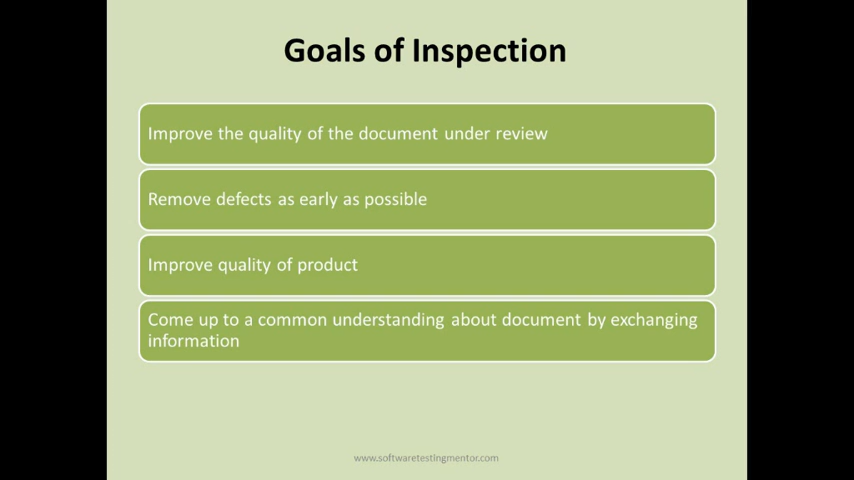 Goals of Inspection
Improve the quality of the document under review
Remove defects as early as possible
Improve quality of product
Come up to a common understanding about document by exchanging
information
www.softwaretestingmentor.com